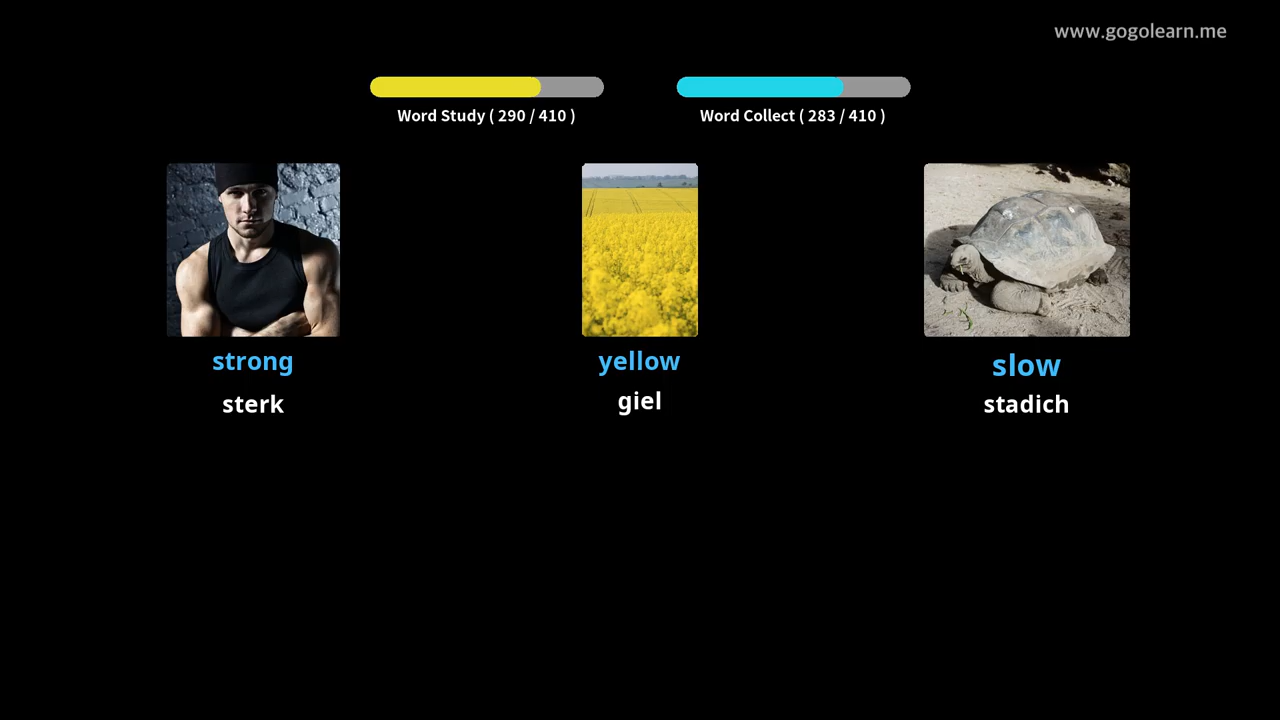 www.gogolearn.me
Word Study ( 290 / 410 )
Word Collect ( 283 / 410 )
strong
sterk
yellow
giel
slow
stadich